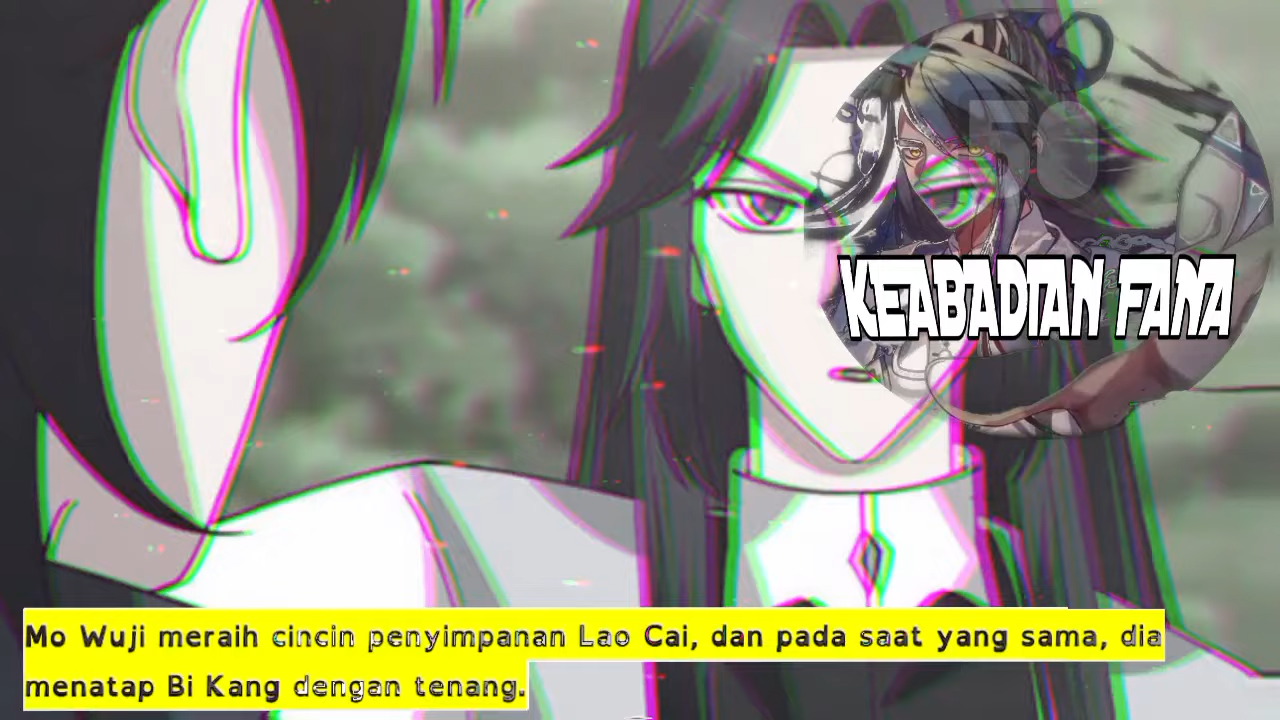 50
KEABADIAN FANA
Mo Wuji meraih cincin penyimpanan Lao Cai, dan pada saat yang sama, dia
menatap Bi Kang dengan tenang.